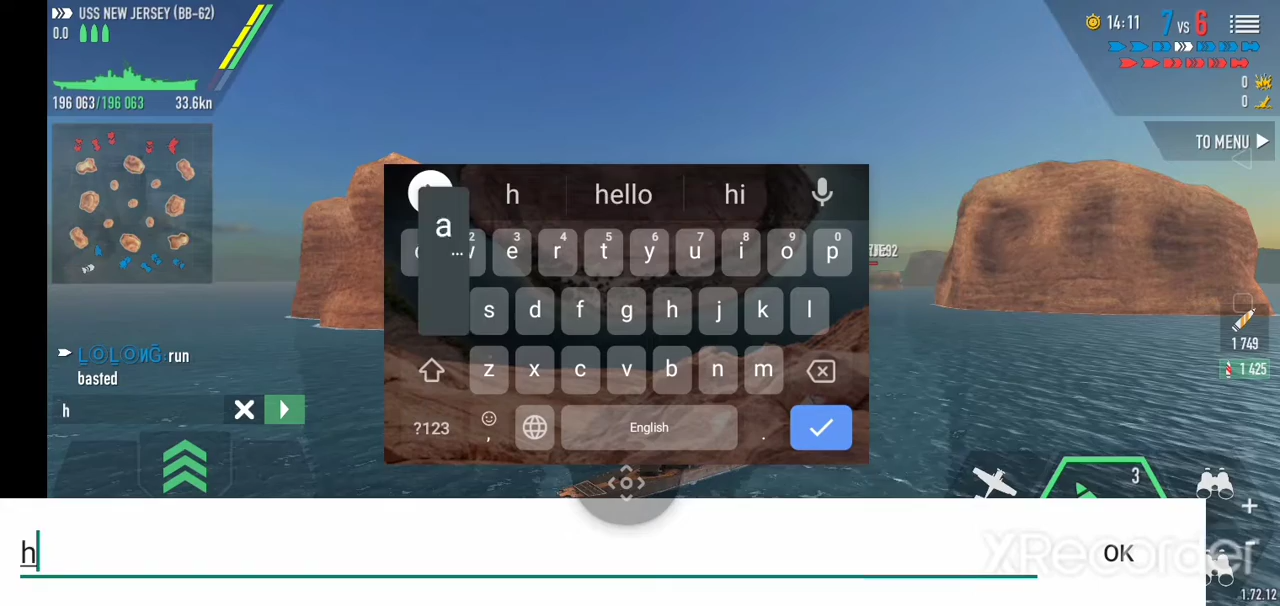 USS NEW JERSEY (BB-62)
0.0
196 063/196 063 33.6kn
14:11 7 VS 6
0
0
TO MENU
h hello hi
a
...
2 3 4 5 6 7 8 9 0
e r t y u i o p
s d f g h j k l
z x c v b n m
?123 , English .
LOLOИG:run
basted
h
1 749
1 425
3
h
OK
XRecorder
1.72.12